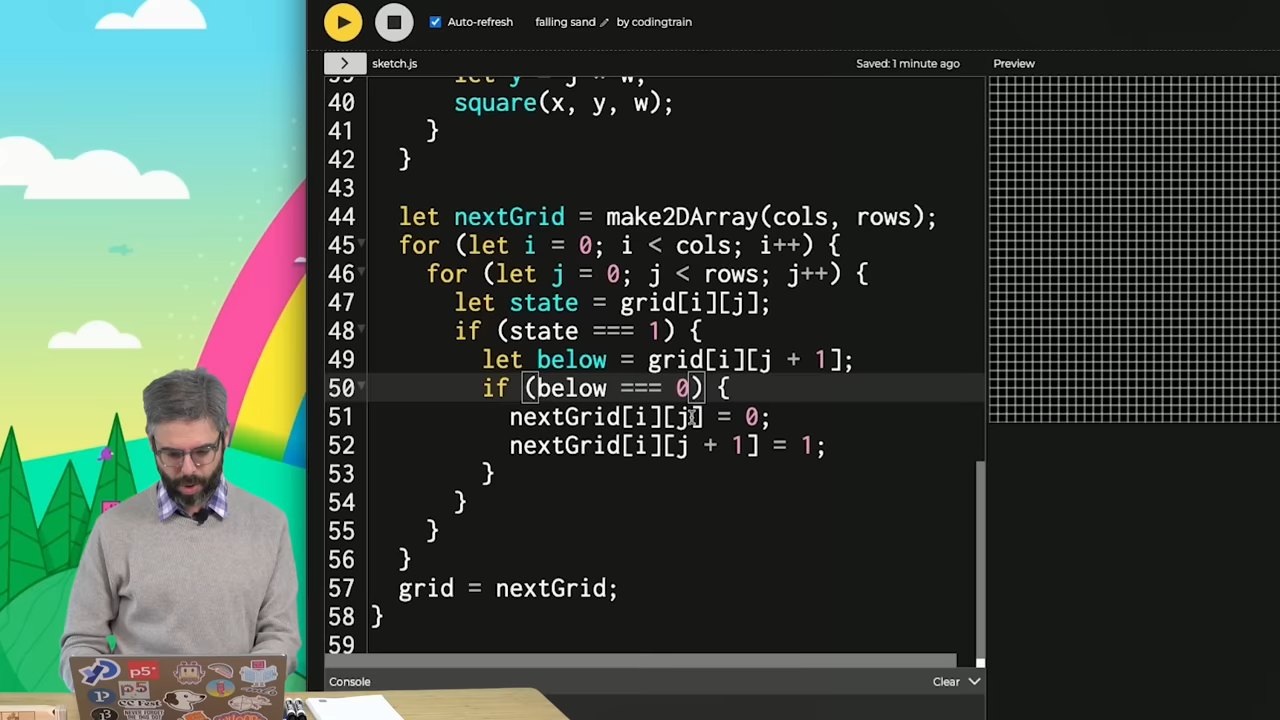 Auto-refresh falling sand by codingtrain
sketch.js Saved: 1 minute ago Preview
39 let y = j * w;
40 square(x, y, w);
41 }
42 }
43
44 let nextGrid = make2DArray(cols, rows);
45 for (let i = 0; i < cols; i++) {
46 for (let j = 0; j < rows; j++) {
47 let state = grid[i][j];
48 if (state === 1) {
49 let below = grid[i][j + 1];
50 if (below === 0) {
51 nextGrid[i][j] = 0;
52 nextGrid[i][j + 1] = 1;
53 }
54 }
55 }
56 }
57 grid = nextGrid;
58 }
59
Console Clear
p5*